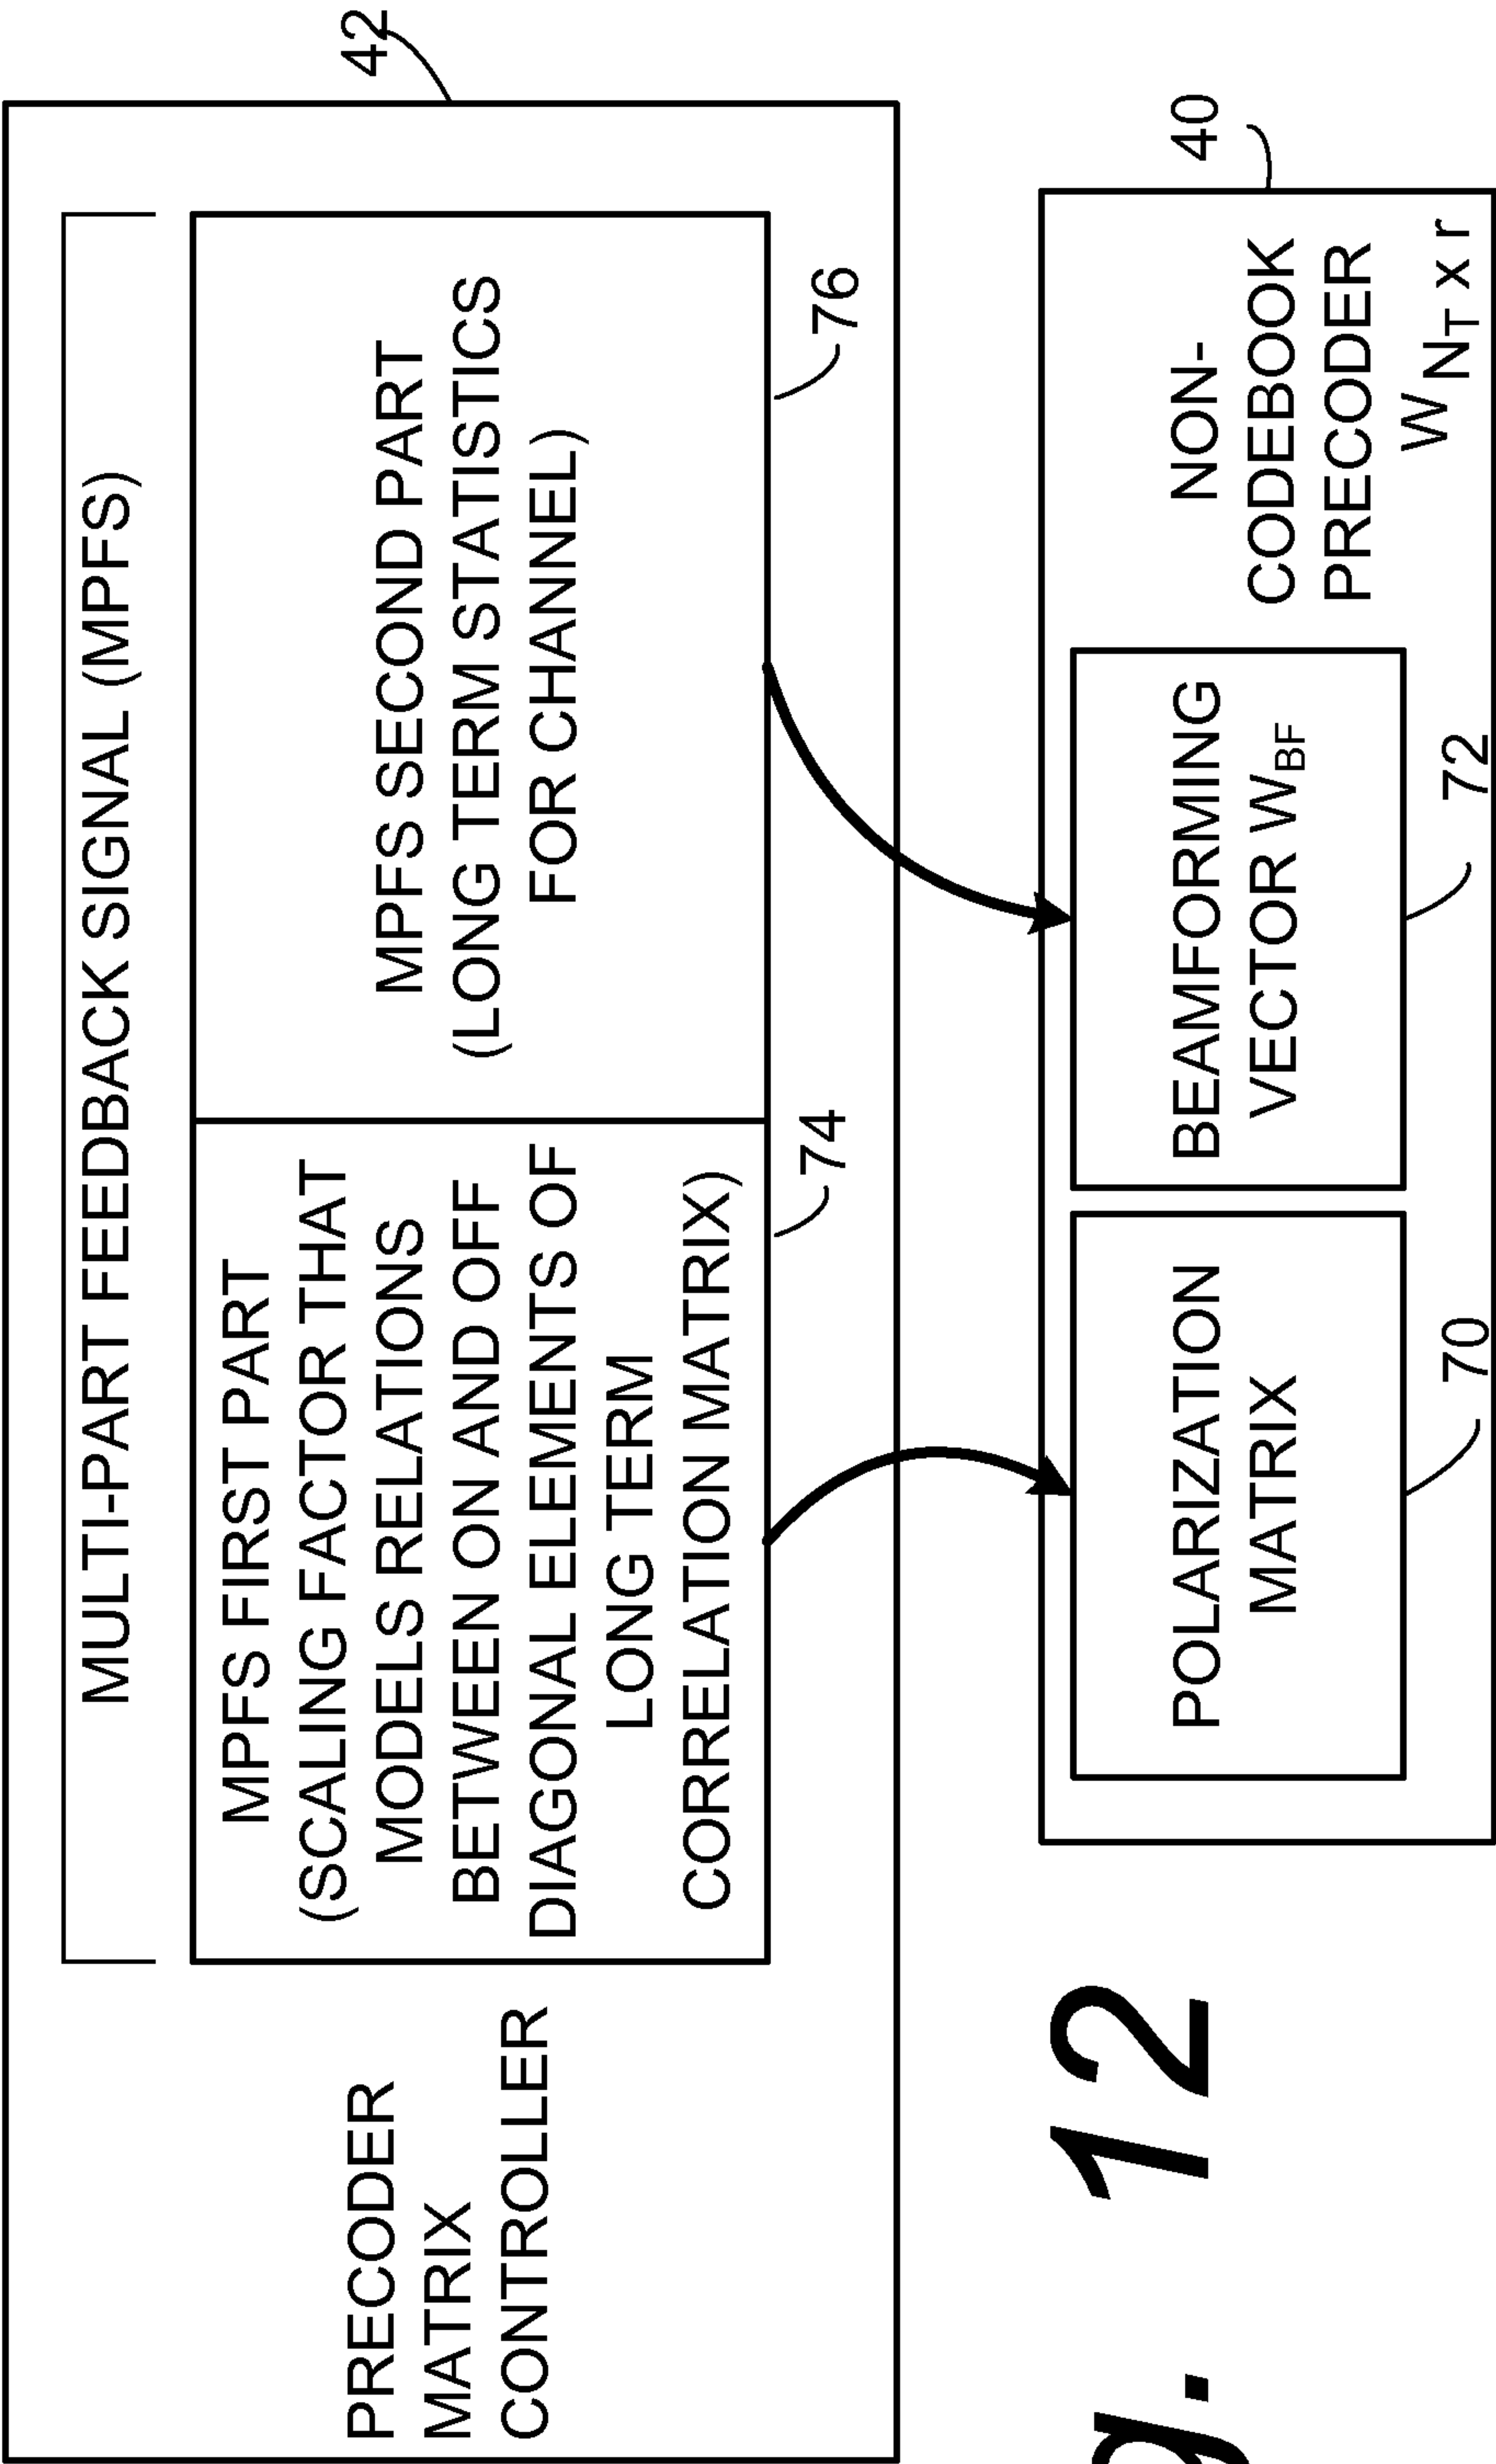 MULTI-PART FEEDBACK SIGNAL (MPFS)
42
PRECODER
MATRIX
CONTROLLER
MPFS FIRST PART
(SCALING FACTOR THAT
MODELS RELATIONS
BETWEEN ON AND OFF
DIAGONAL ELEMENTS OF
LONG TERM
CORRELATION MATRIX)
74
MPFS SECOND PART
(LONG TERM STATISTICS
FOR CHANNEL)
76
POLARIZATION
MATRIX
70
BEAMFORMING
VECTOR WBF
72
NON-
CODEBOOK
PRECODER
W NT x r
40
g. 12